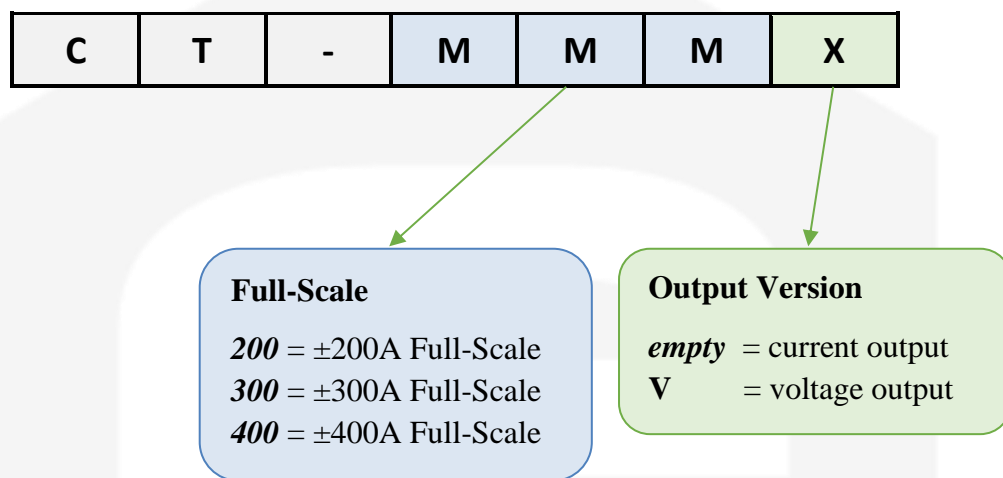 C T - M M M X
Full-Scale
200 = ±200A Full-Scale
300 = ±300A Full-Scale
400 = ±400A Full-Scale
Output Version
empty = current output
V = voltage output